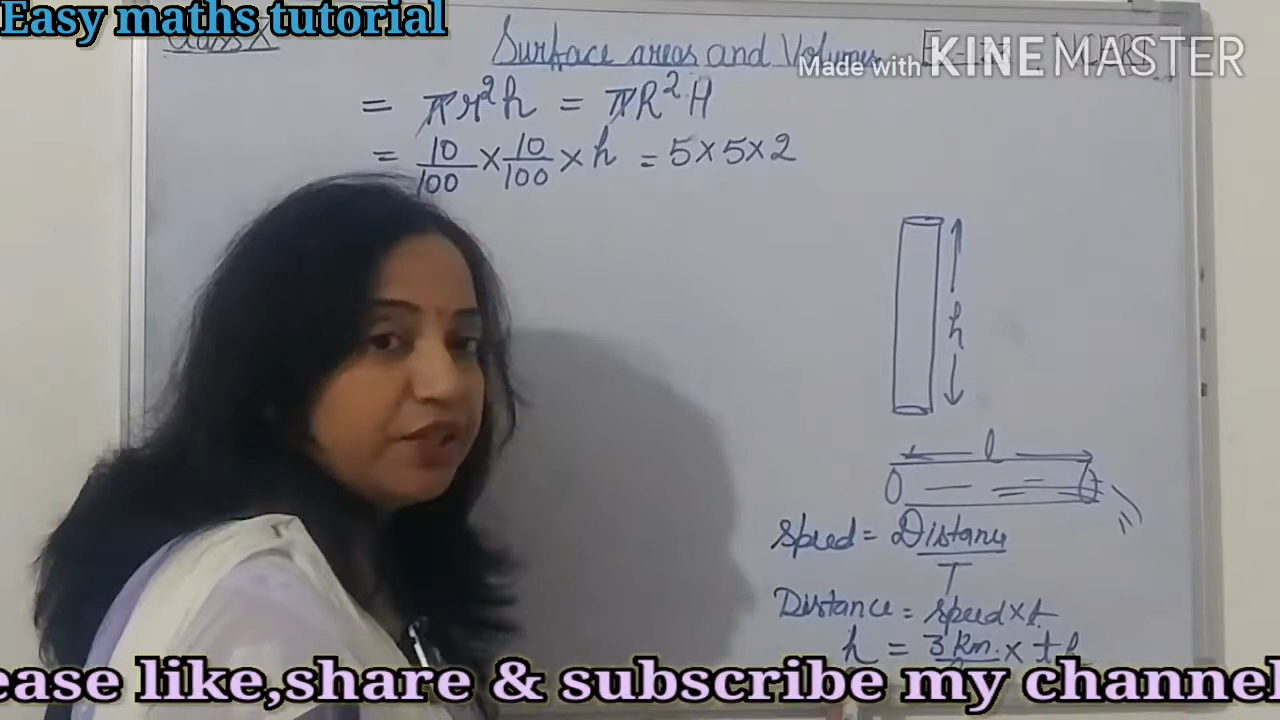 Easy maths tutorial
Class X
Surface areas and Volumes
Made with KINEMASTER
= πr²h = πR²H
= 10/100 × 10/100 × h = 5×5×2
h
l
Speed = Distance
T
Distance = speed×t
h = 3 km. × t h
ease like,share & subscribe my channel